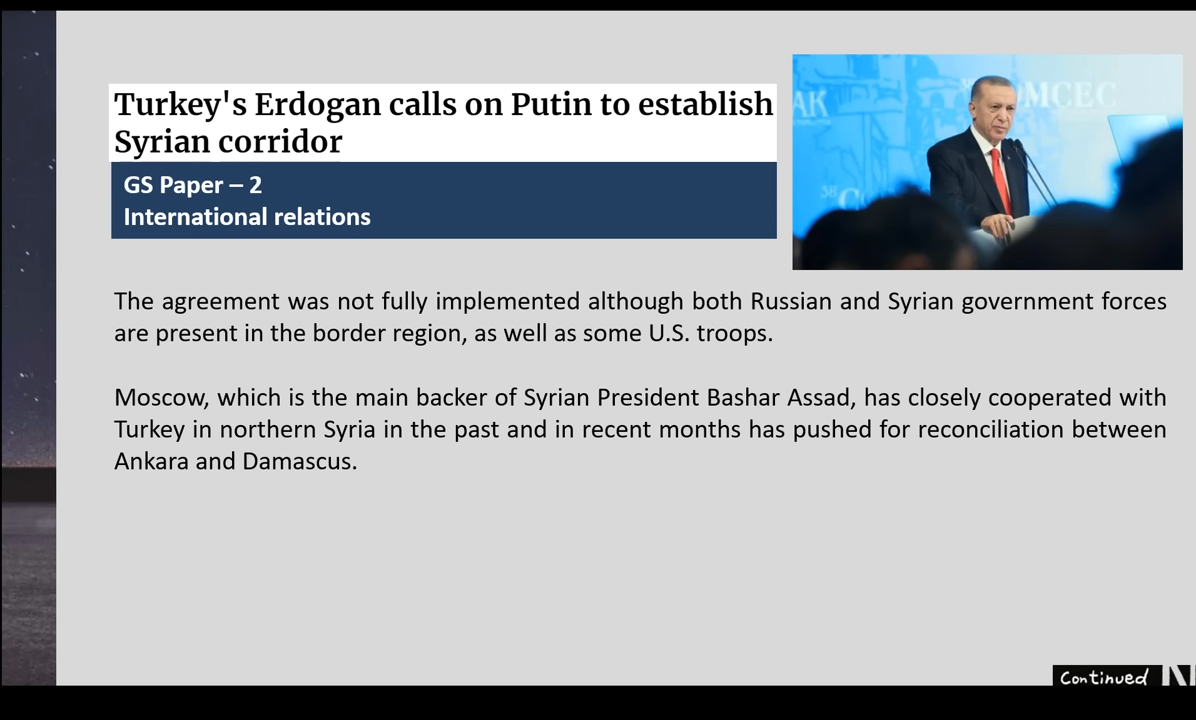 Turkey's Erdogan calls on Putin to establish
Syrian corridor
GS Paper – 2
International relations
AK
COMCEC
38
The agreement was not fully implemented although both Russian and Syrian government forces
are present in the border region, as well as some U.S. troops.
Moscow, which is the main backer of Syrian President Bashar Assad, has closely cooperated with
Turkey in northern Syria in the past and in recent months has pushed for reconciliation between
Ankara and Damascus.
Continued